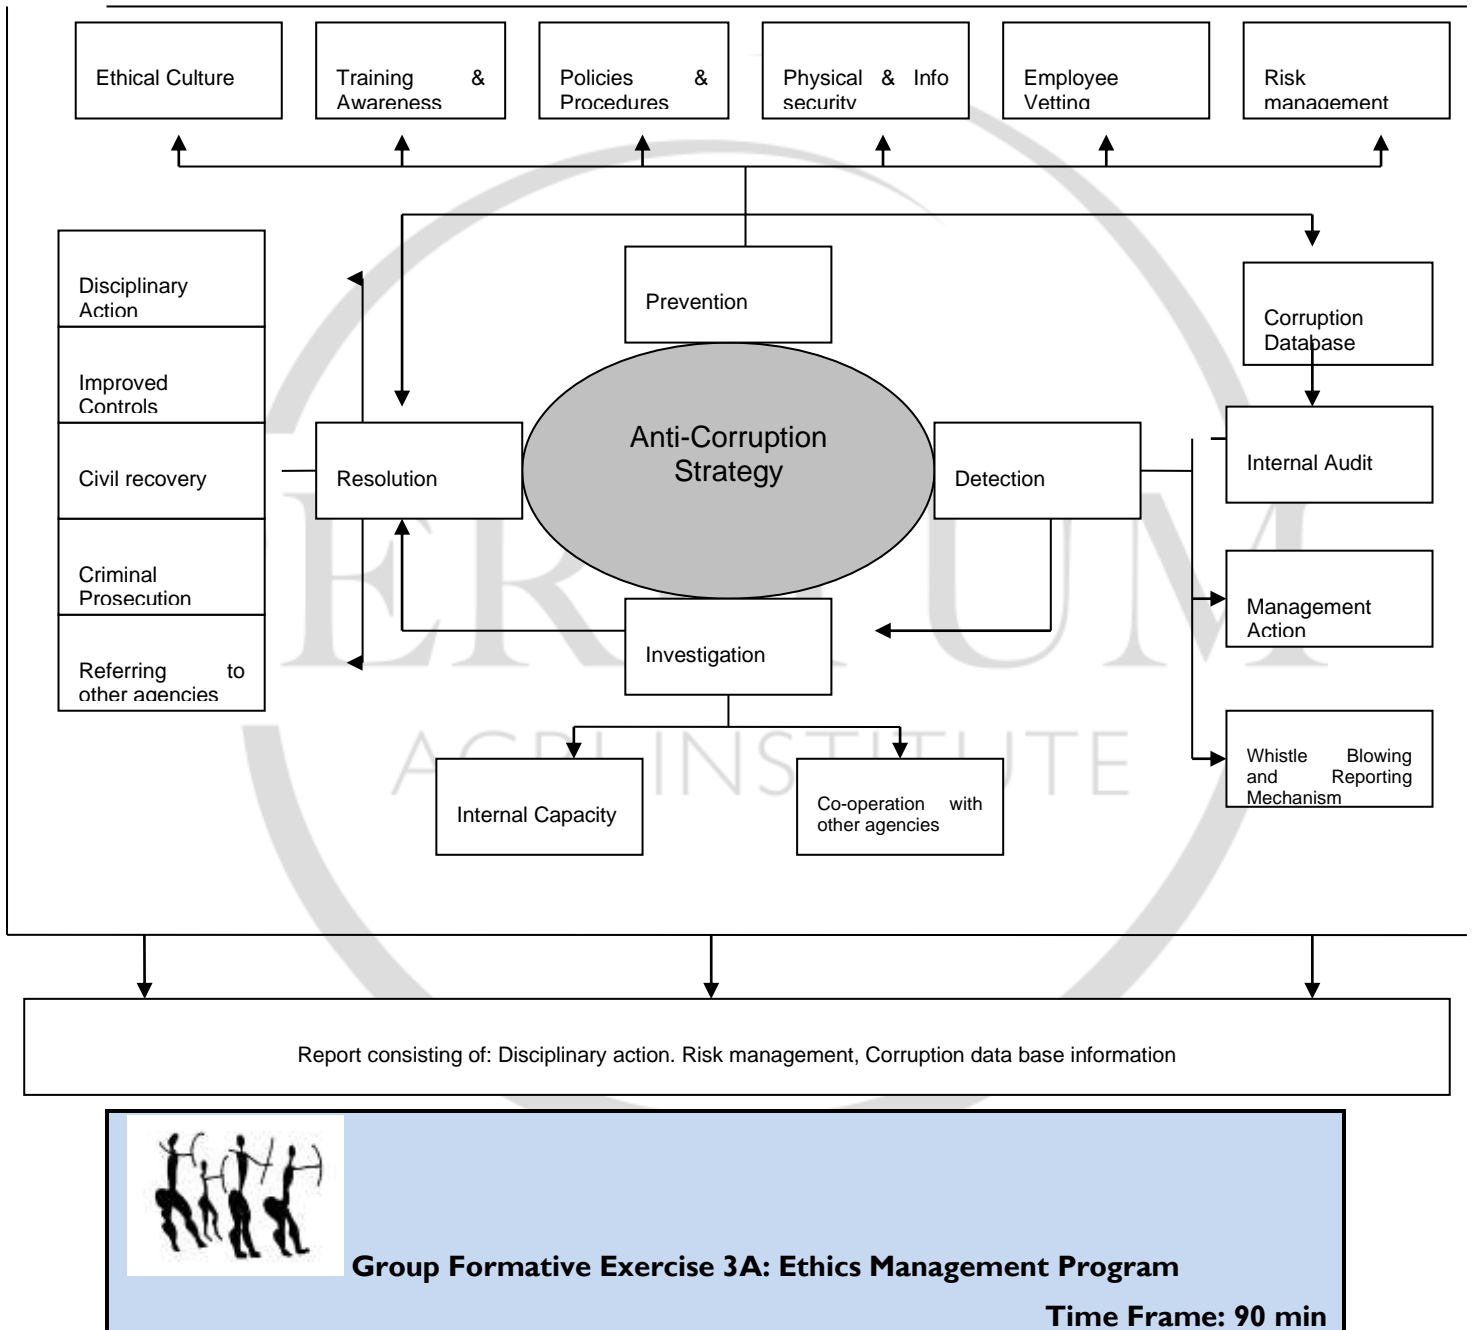 Ethical Culture
Training & Awareness
Policies & Procedures
Physical & Info security
Employee Vetting
Risk management
Disciplinary Action
Improved Controls
Civil recovery
Criminal Prosecution
Referring to other agencies
Prevention
Resolution
Anti-Corruption
Strategy
Detection
Investigation
Corruption Database
Internal Audit
Management Action
Whistle Blowing and Reporting Mechanism
Internal Capacity
Co-operation with other agencies
Report consisting of: Disciplinary action. Risk management, Corruption data base information
Group Formative Exercise 3A: Ethics Management Program
Time Frame: 90 min
INSTITUTE